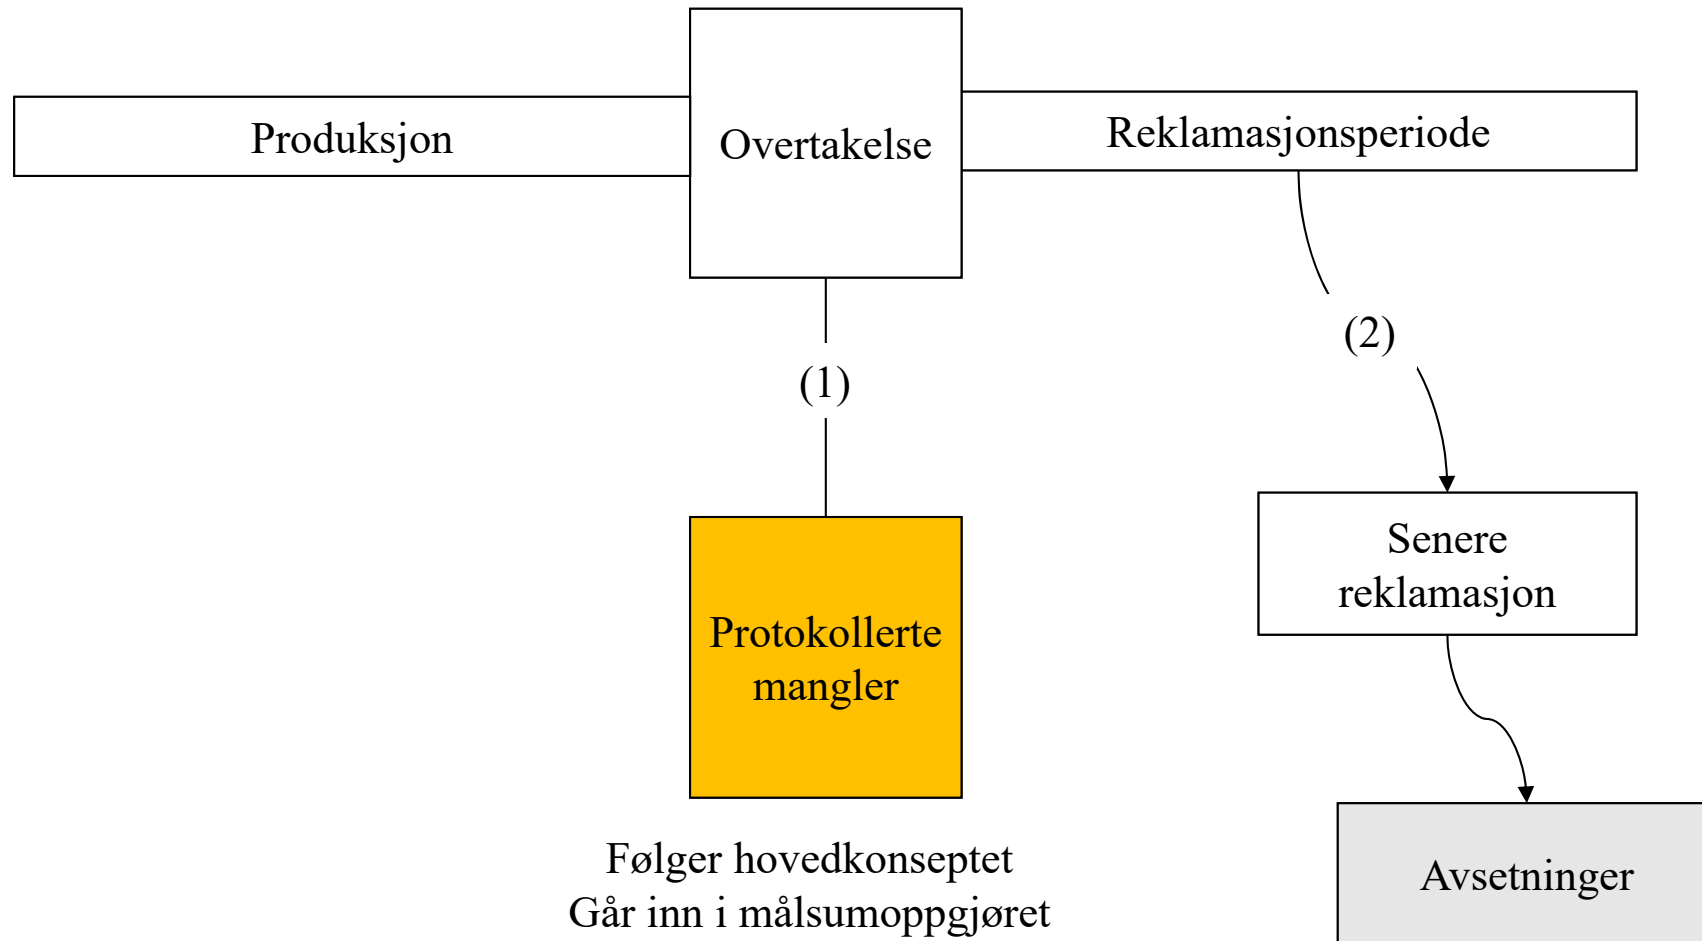 Produksjon
Overtakelse
Reklamasjonsperiode
(1)
(2)
Senere
reklamasjon
Protokollerte
mangler
Følger hovedkonseptet
Går inn i målsumoppgjøret
Avsetninger